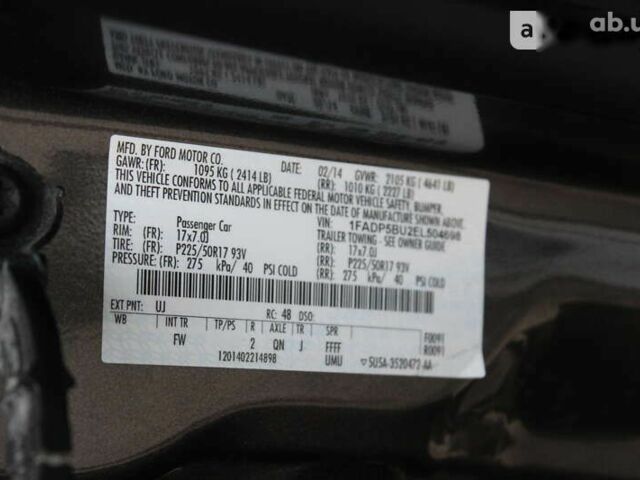 a ab.u
MFD. BY FORD MOTOR CO. DATE: 02/14 GVWR: 2105 KG ( 4641 LB)
GAWR: (FR): 1095 KG ( 2414 LB) (RR): 1010 KG ( 2227 LB)
THIS VEHICLE CONFORMS TO ALL APPLICABLE FEDERAL MOTOR VEHICLE SAFETY, BUMPER,
AND THEFT PREVENTION STANDARDS IN EFFECT ON THE DATE OF MANUFACTURE SHOWN ABOVE.
VIN: 1FADP5BU2EL504698
TYPE: Passenger Car TRAILER TOWING - SEE OWNER GUIDE
RIM: (FR): 17x7.0J (RR): 17x7.0J
TIRE: (FR): P225/50R17 93V (RR): P225/50R17 93V
PRESSURE: (FR): 275 kPa/ 40 PSI COLD (RR): 275 kPa/ 40 PSI COLD
EXT PNT: UJ RC: 48 DSO:
WB INT TR TP/PS R AXLE TR SPR F0091
FW 2 QN J FFFF R0091
1201402214898 UMU ▽5U5A-3520472-AA